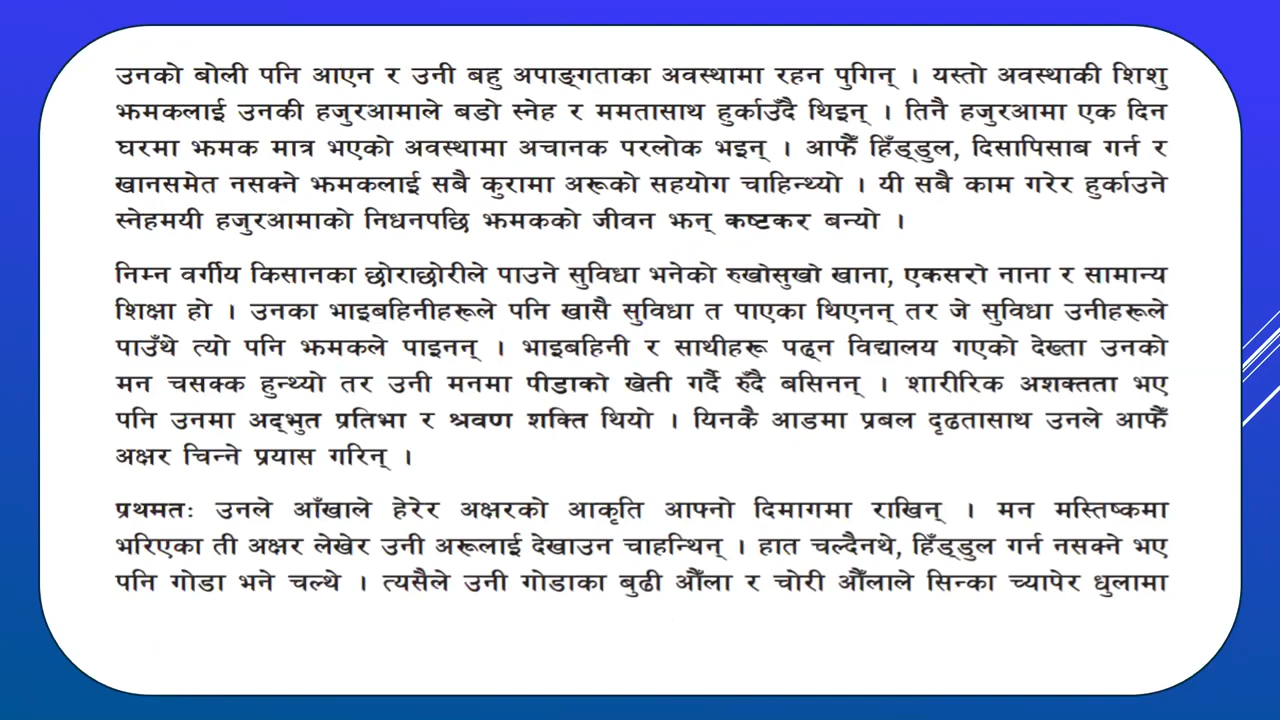 उनको बोली पनि आएन र उनी बहु अपाङ्गताका अवस्थामा रहन पुगिन् । यस्तो अवस्थाकी शिशु
झमकलाई उनकी हजुरआमाले बडो स्नेह र ममतासाथ हुर्काउँदै थिइन् । तिनै हजुरआमा एक दिन
घरमा झमक मात्र भएको अवस्थामा अचानक परलोक भइन् । आफैँ हिँड्डुल, दिसापिसाब गर्न र
खानसमेत नसक्ने झमकलाई सबै कुरामा अरूको सहयोग चाहिन्थ्यो । यी सबै काम गरेर हुर्काउने
स्नेहमयी हजुरआमाको निधनपछि झमकको जीवन झन् कष्टकर बन्यो ।
निम्न वर्गीय किसानका छोराछोरीले पाउने सुविधा भनेको रुखोसुखो खाना, एकसरो नाना र सामान्य
शिक्षा हो । उनका भाइबहिनीहरूले पनि खासै सुविधा त पाएका थिएनन् तर जे सुविधा उनीहरूले
पाउँथे त्यो पनि झमकले पाइनन् । भाइबहिनी र साथीहरू पढ्न विद्यालय गएको देख्ता उनको
मन चसक्क हुन्थ्यो तर उनी मनमा पीडाको खेती गर्दै रुँदै बसिनन् । शारीरिक अशक्तता भए
पनि उनमा अद्भुत प्रतिभा र श्रवण शक्ति थियो । यिनकै आडमा प्रबल दृढतासाथ उनले आफैँ
अक्षर चिन्ने प्रयास गरिन् ।
प्रथमतः उनले आँखाले हेरेर अक्षरको आकृति आफ्नो दिमागमा राखिन् । मन मस्तिष्कमा
भरिएका ती अक्षर लेखेर उनी अरूलाई देखाउन चाहन्थिन् । हात चल्दैनथे, हिँड्डुल गर्न नसक्ने भए
पनि गोडा भने चल्थे । त्यसैले उनी गोडाका बुढी औँला र चोरी औँलाले सिन्का च्यापेर धुलामा